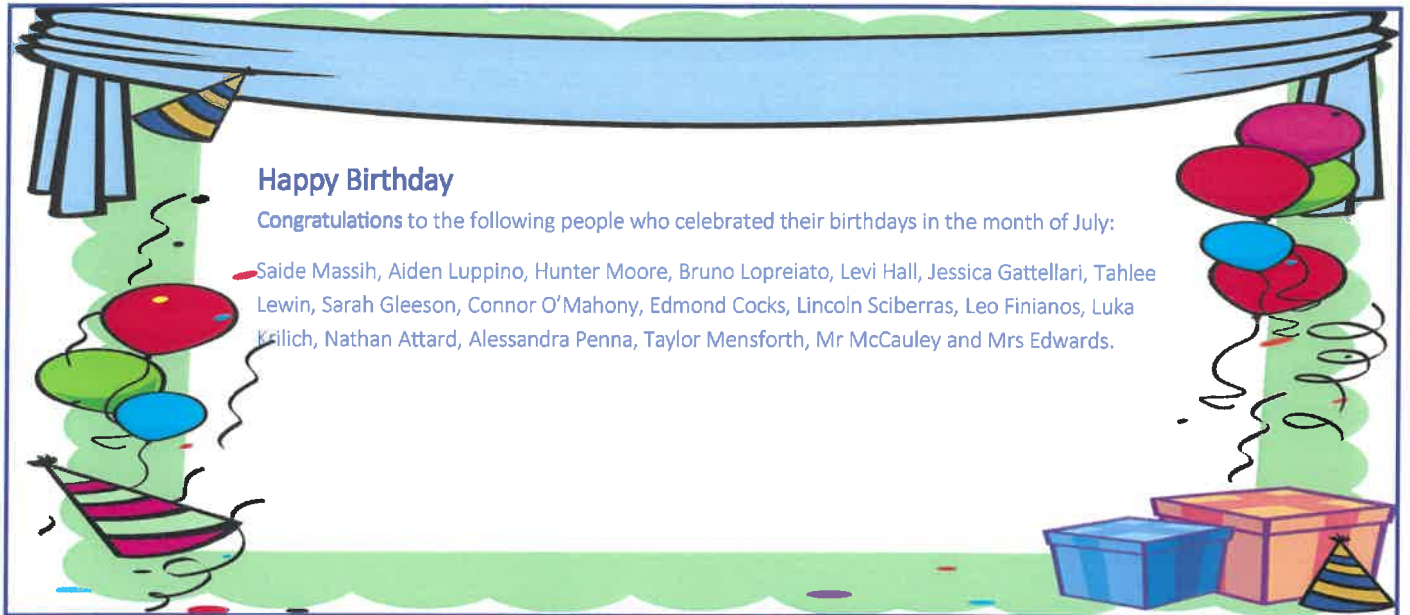 Happy Birthday
Congratulations to the following people who celebrated their birthdays in the month of July:
Saide Massih, Aiden Luppino, Hunter Moore, Bruno Lopreiato, Levi Hall, Jessica Gattellari, Tahlee
Lewin, Sarah Gleeson, Connor O'Mahony, Edmond Cocks, Lincoln Sciberras, Leo Finianos, Luka
Krilich, Nathan Attard, Alessandra Penna, Taylor Mensforth, Mr McCauley and Mrs Edwards.